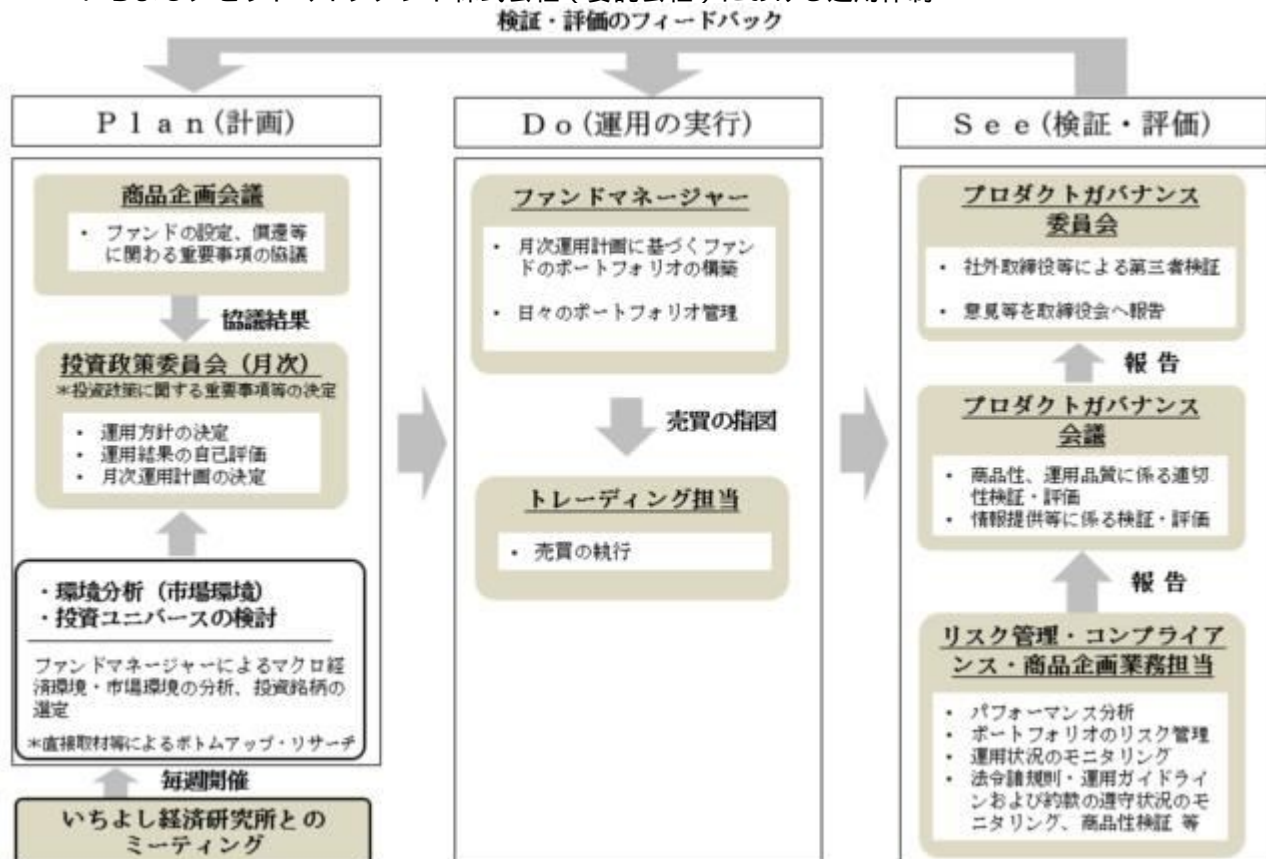 検証・評価のフィードバック
Ｐｌａｎ(計画)
商品企画会議
・ ファンドの設定、償還等
に関わる重要事項の協議
協議結果
投資政策委員会（月次）
＊投資政策に関する重要事項等の決定
・ 運用方針の決定
・ 運用結果の自己評価
・ 月次運用計画の決定
・環境分析（市場環境）
・投資ユニバースの検討
ファンドマネージャーによるマクロ経
済環境・市場環境の分析、投資銘柄の
選定
＊直接取材等によるボトムアップ・リサーチ
毎週開催
いちよし経済研究所との
ミーティング
Ｄｏ(運用の実行)
ファンドマネージャー
・ 月次運用計画に基づくファン
ドのポートフォリオの構築
・ 日々のポートフォリオ管理
売買の指図
トレーディング担当
・ 売買の執行
Ｓｅｅ(検証・評価)
プロダクトガバナンス
委員会
・ 社外取締役等による第三者検証
・ 意見等を取締役会へ報告
報 告
プロダクトガバナンス
会議
・ 商品性、運用品質に係る適切
性検証・評価
・ 情報提供等に係る検証・評価
報 告
リスク管理・コンプライア
ンス・商品企画業務担当
・ パフォーマンス分析
・ ポートフォリオのリスク管理
・ 運用状況のモニタリング
・ 法令諸規則・運用ガイドライ
ンおよび約款の遵守状況のモ
ニタリング、商品性検証 等